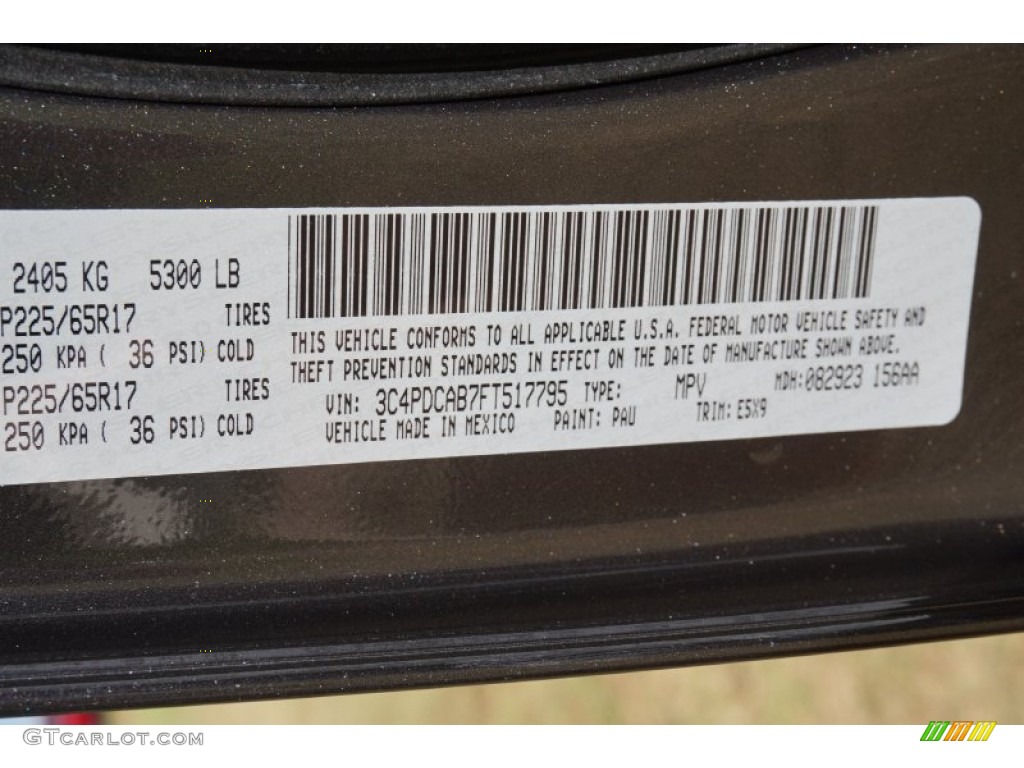 2405 KG 5300 LB
P225/65R17 TIRES
250 KPA ( 36 PSI) COLD
P225/65R17 TIRES
250 KPA ( 36 PSI) COLD
THIS VEHICLE CONFORMS TO ALL APPLICABLE U.S.A. FEDERAL MOTOR VEHICLE SAFETY AND
THEFT PREVENTION STANDARDS IN EFFECT ON THE DATE OF MANUFACTURE SHOWN ABOVE.
VIN: 3C4PDCAB7FT517795 TYPE: MPV MDH:082923 156AA
VEHICLE MADE IN MEXICO PAINT: PAU TRIM: E5X9
GTCARLOT.COM